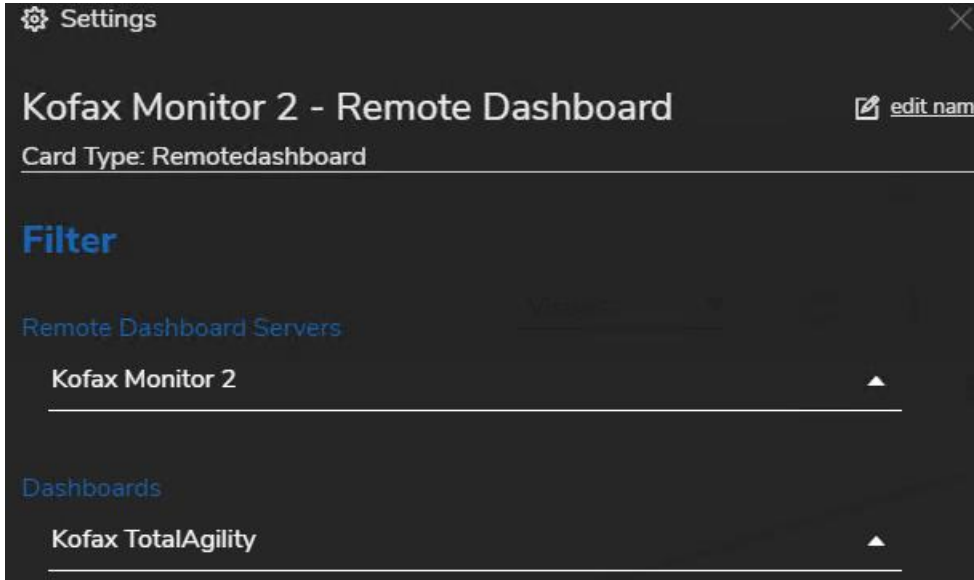 Settings
Kofax Monitor 2 - Remote Dashboard
edit nam
Card Type: Remotedashboard
Filter
Remote Dashboard Servers
Kofax Monitor 2
Dashboards
Kofax TotalAgility